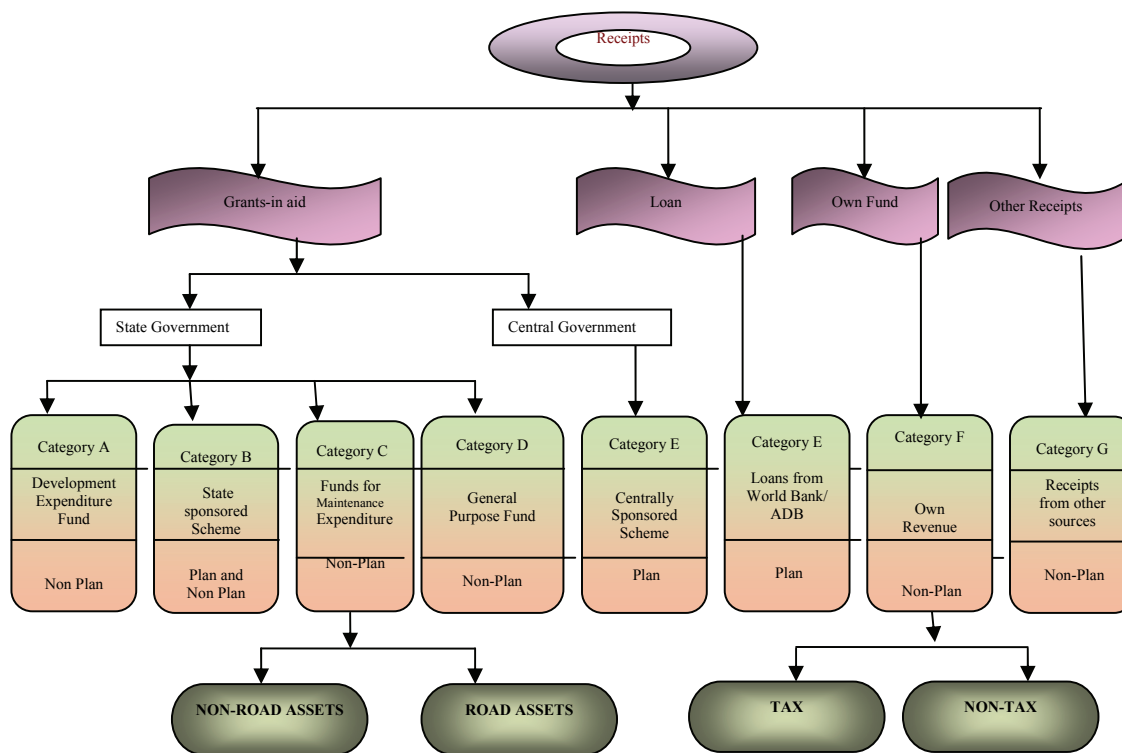 Receipts
Grants-in aid
Loan
Own Fund
Other Receipts
State Government
Central Government
Category A
Development
Expenditure
Fund
Non Plan
Category B
State
sponsored
Scheme
Plan and
Non Plan
Category C
Funds for
Maintenance
Expenditure
Non-Plan
Category D
General
Purpose Fund
Non-Plan
Category E
Centrally
Sponsored
Scheme
Plan
Category E
Loans from
World Bank/
ADB
Plan
Category F
Own
Revenue
Non-Plan
Category G
Receipts
from other
sources
Non-Plan
NON-ROAD ASSETS
ROAD ASSETS
TAX
NON-TAX